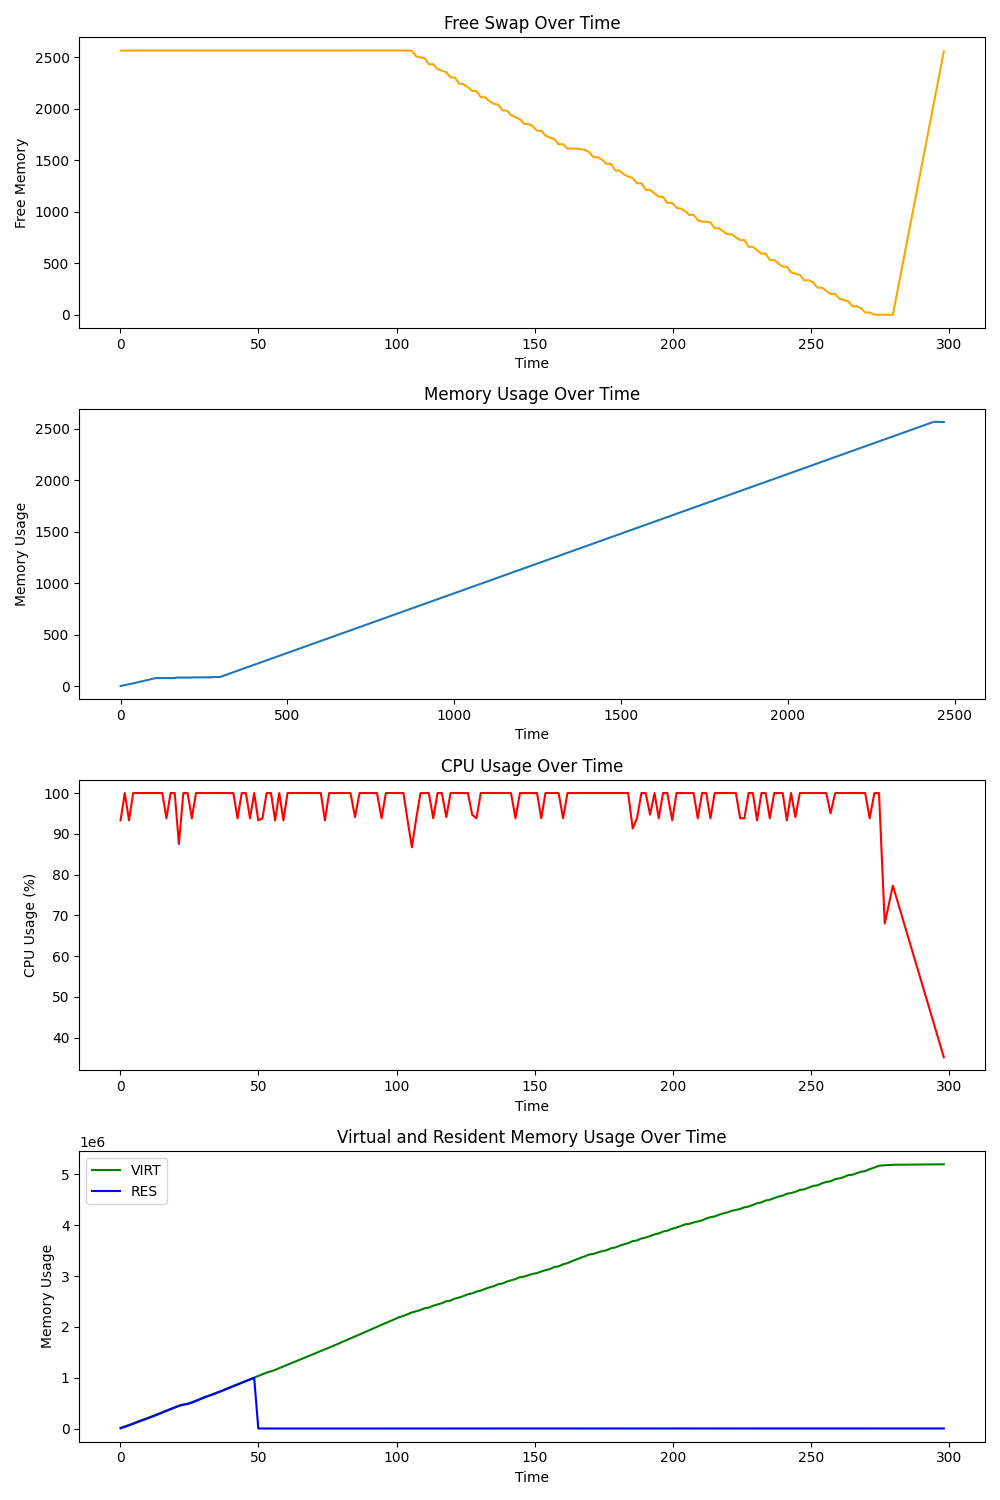 Free Swap Over Time
2500
2000
1500
1000
500
0
Free Memory
0 50 100 150 200 250 300
Time
Memory Usage Over Time
2500
2000
1500
1000
500
0
Memory Usage
0 500 1000 1500 2000 2500
Time
CPU Usage Over Time
100
90
80
70
60
50
40
CPU Usage (%)
0 50 100 150 200 250 300
Time
Virtual and Resident Memory Usage Over Time
1e6
VIRT
RES
5
4
3
2
1
0
Memory Usage
0 50 100 150 200 250 300
Time